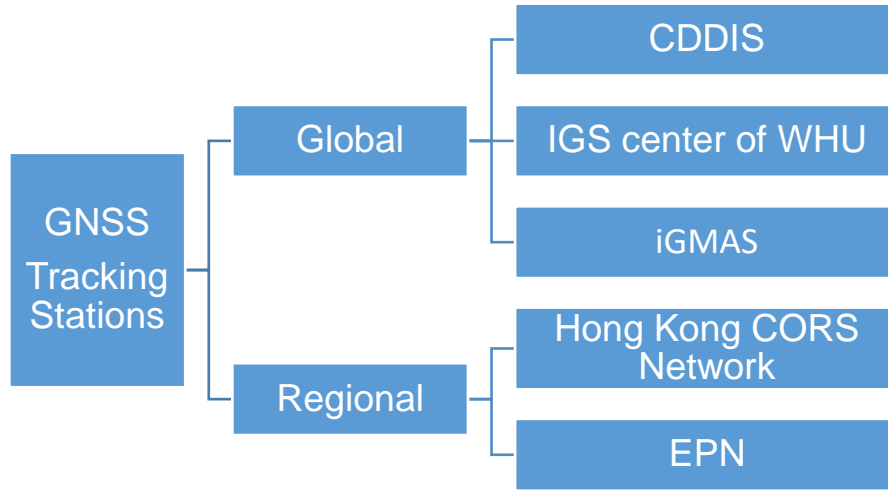 GNSS
Tracking
Stations
Global
CDDIS
IGS center of WHU
iGMAS
Regional
Hong Kong CORS
Network
EPN